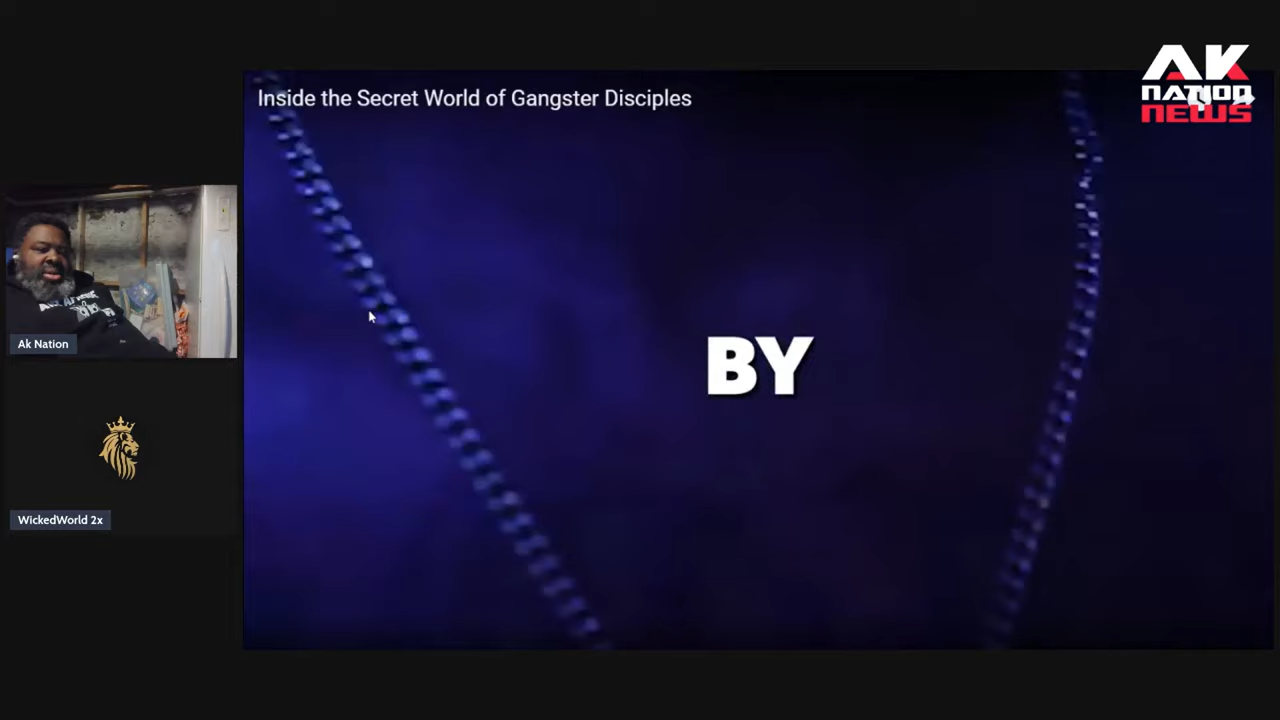 Inside the Secret World of Gangster Disciples
AK
NATION
NEWS
BY
Ak Nation
WickedWorld 2x